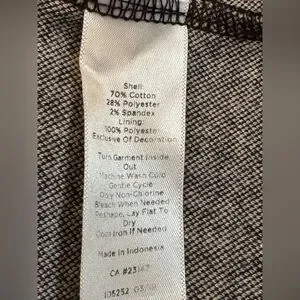 Shell:
70% Cotton
28% Polyester
2% Spandex
Lining:
100% Polyeste
Exclusive Of Decoration
Turn Garment Inside
Out
Machine Wash Cold
Gentle Cycle
Only Non-Chlorine
Bleach When Needed
Reshape, Lay Flat To
Dry
Cool Iron If Needed
Made In Indonesia
CA #23167